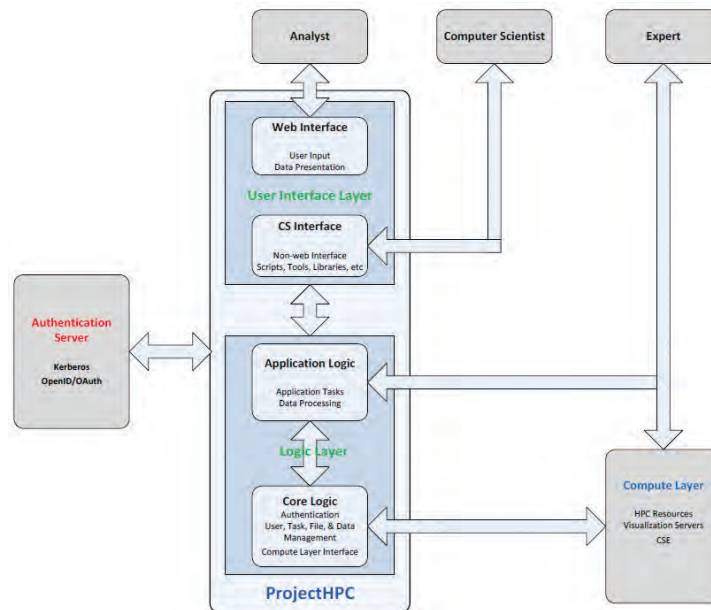 Analyst
Computer Scientist
Expert
Web Interface
User Input
Data Presentation
User Interface Layer
CS Interface
Non-web Interface
Scripts, Tools, Libraries, etc
Authentication
Server
Kerberos
OpenID/OAuth
Application Logic
Application Tasks
Data Processing
Logic Layer
Core Logic
Authentication
User, Task, File, & Data
Management
Compute Layer Interface
Compute Layer
HPC Resources
Visualization Servers
CSE
ProjectHPC